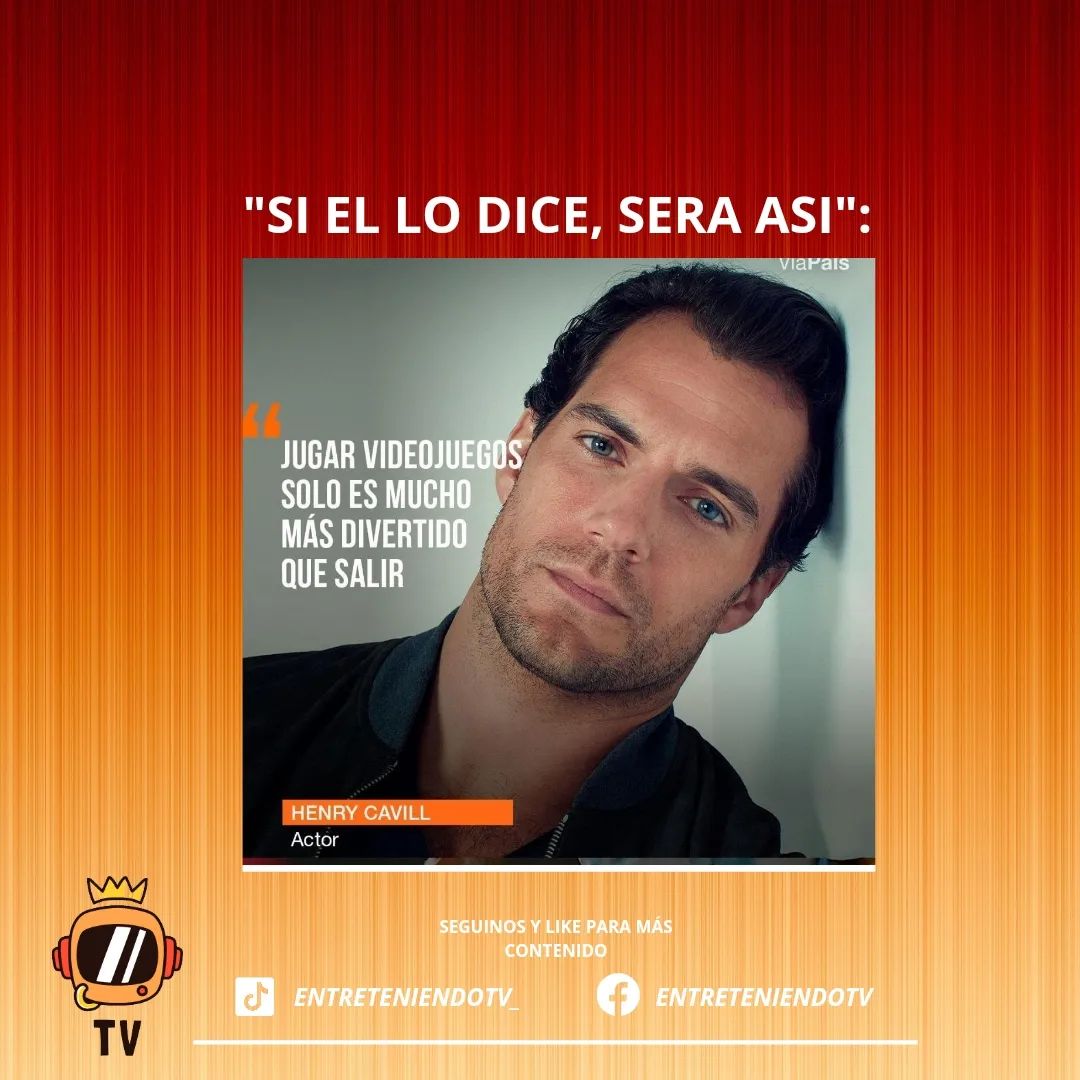 "SI EL LO DICE, SERA ASI":
víaPaís
“
JUGAR VIDEOJUEGOS
SOLO ES MUCHO
MÁS DIVERTIDO
QUE SALIR
HENRY CAVILL
Actor
SEGUINOS Y LIKE PARA MÁS
CONTENIDO
ENTRETENIENDOTV_
ENTRETENIENDOTV
TV